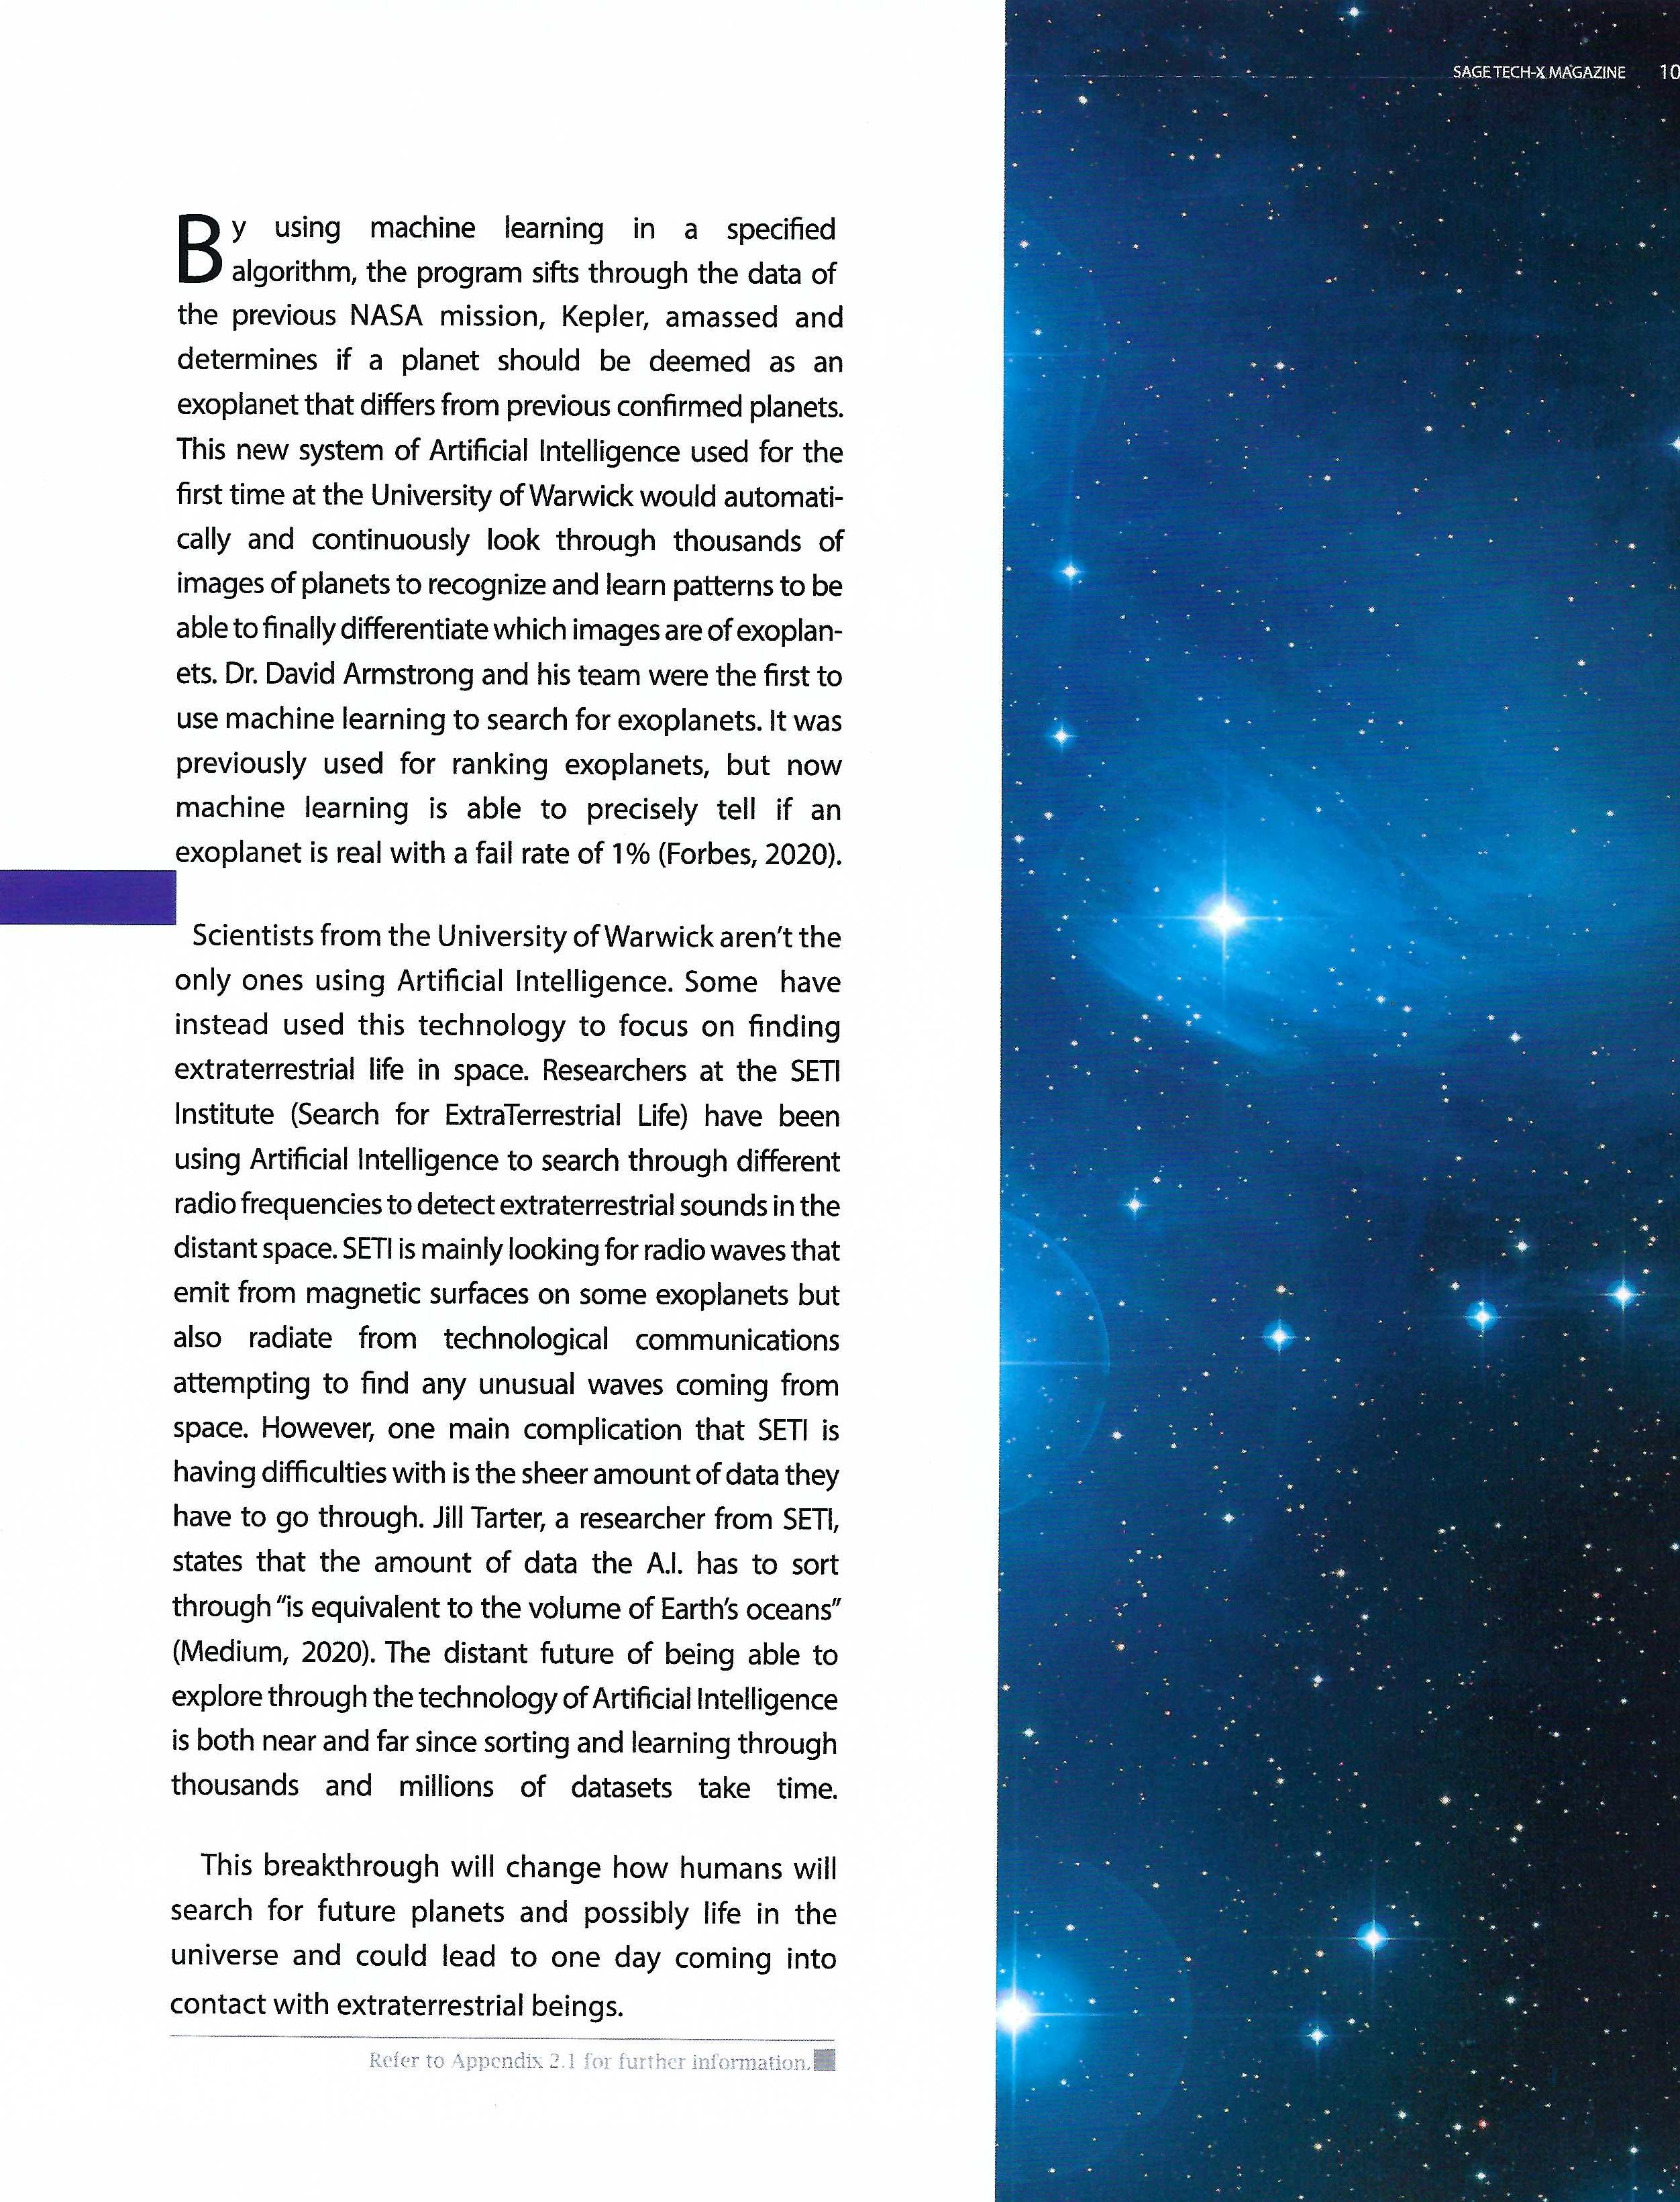 SAGE TECH-X MAGAZINE 10
By using machine learning in a specified
algorithm, the program sifts through the data of
the previous NASA mission, Kepler, amassed and
determines if a planet should be deemed as an
exoplanet that differs from previous confirmed planets.
This new system of Artificial Intelligence used for the
first time at the University of Warwick would automati-
cally and continuously look through thousands of
images of planets to recognize and learn patterns to be
able to finally differentiate which images are of exoplan-
ets. Dr. David Armstrong and his team were the first to
use machine learning to search for exoplanets. It was
previously used for ranking exoplanets, but now
machine learning is able to precisely tell if an
exoplanet is real with a fail rate of 1% (Forbes, 2020).
Scientists from the University of Warwick aren't the
only ones using Artificial Intelligence. Some have
instead used this technology to focus on finding
extraterrestrial life in space. Researchers at the SETI
Institute (Search for ExtraTerrestrial Life) have been
using Artificial Intelligence to search through different
radio frequencies to detect extraterrestrial sounds in the
distant space. SETI is mainly looking for radio waves that
emit from magnetic surfaces on some exoplanets but
also radiate from technological communications
attempting to find any unusual waves coming from
space. However, one main complication that SETI is
having difficulties with is the sheer amount of data they
have to go through. Jill Tarter, a researcher from SETI,
states that the amount of data the A.I. has to sort
through "is equivalent to the volume of Earth's oceans"
(Medium, 2020). The distant future of being able to
explore through the technology of Artificial Intelligence
is both near and far since sorting and learning through
thousands and millions of datasets take time.
This breakthrough will change how humans will
search for future planets and possibly life in the
universe and could lead to one day coming into
contact with extraterrestrial beings.
Refer to Appendix 2.1 for further information.